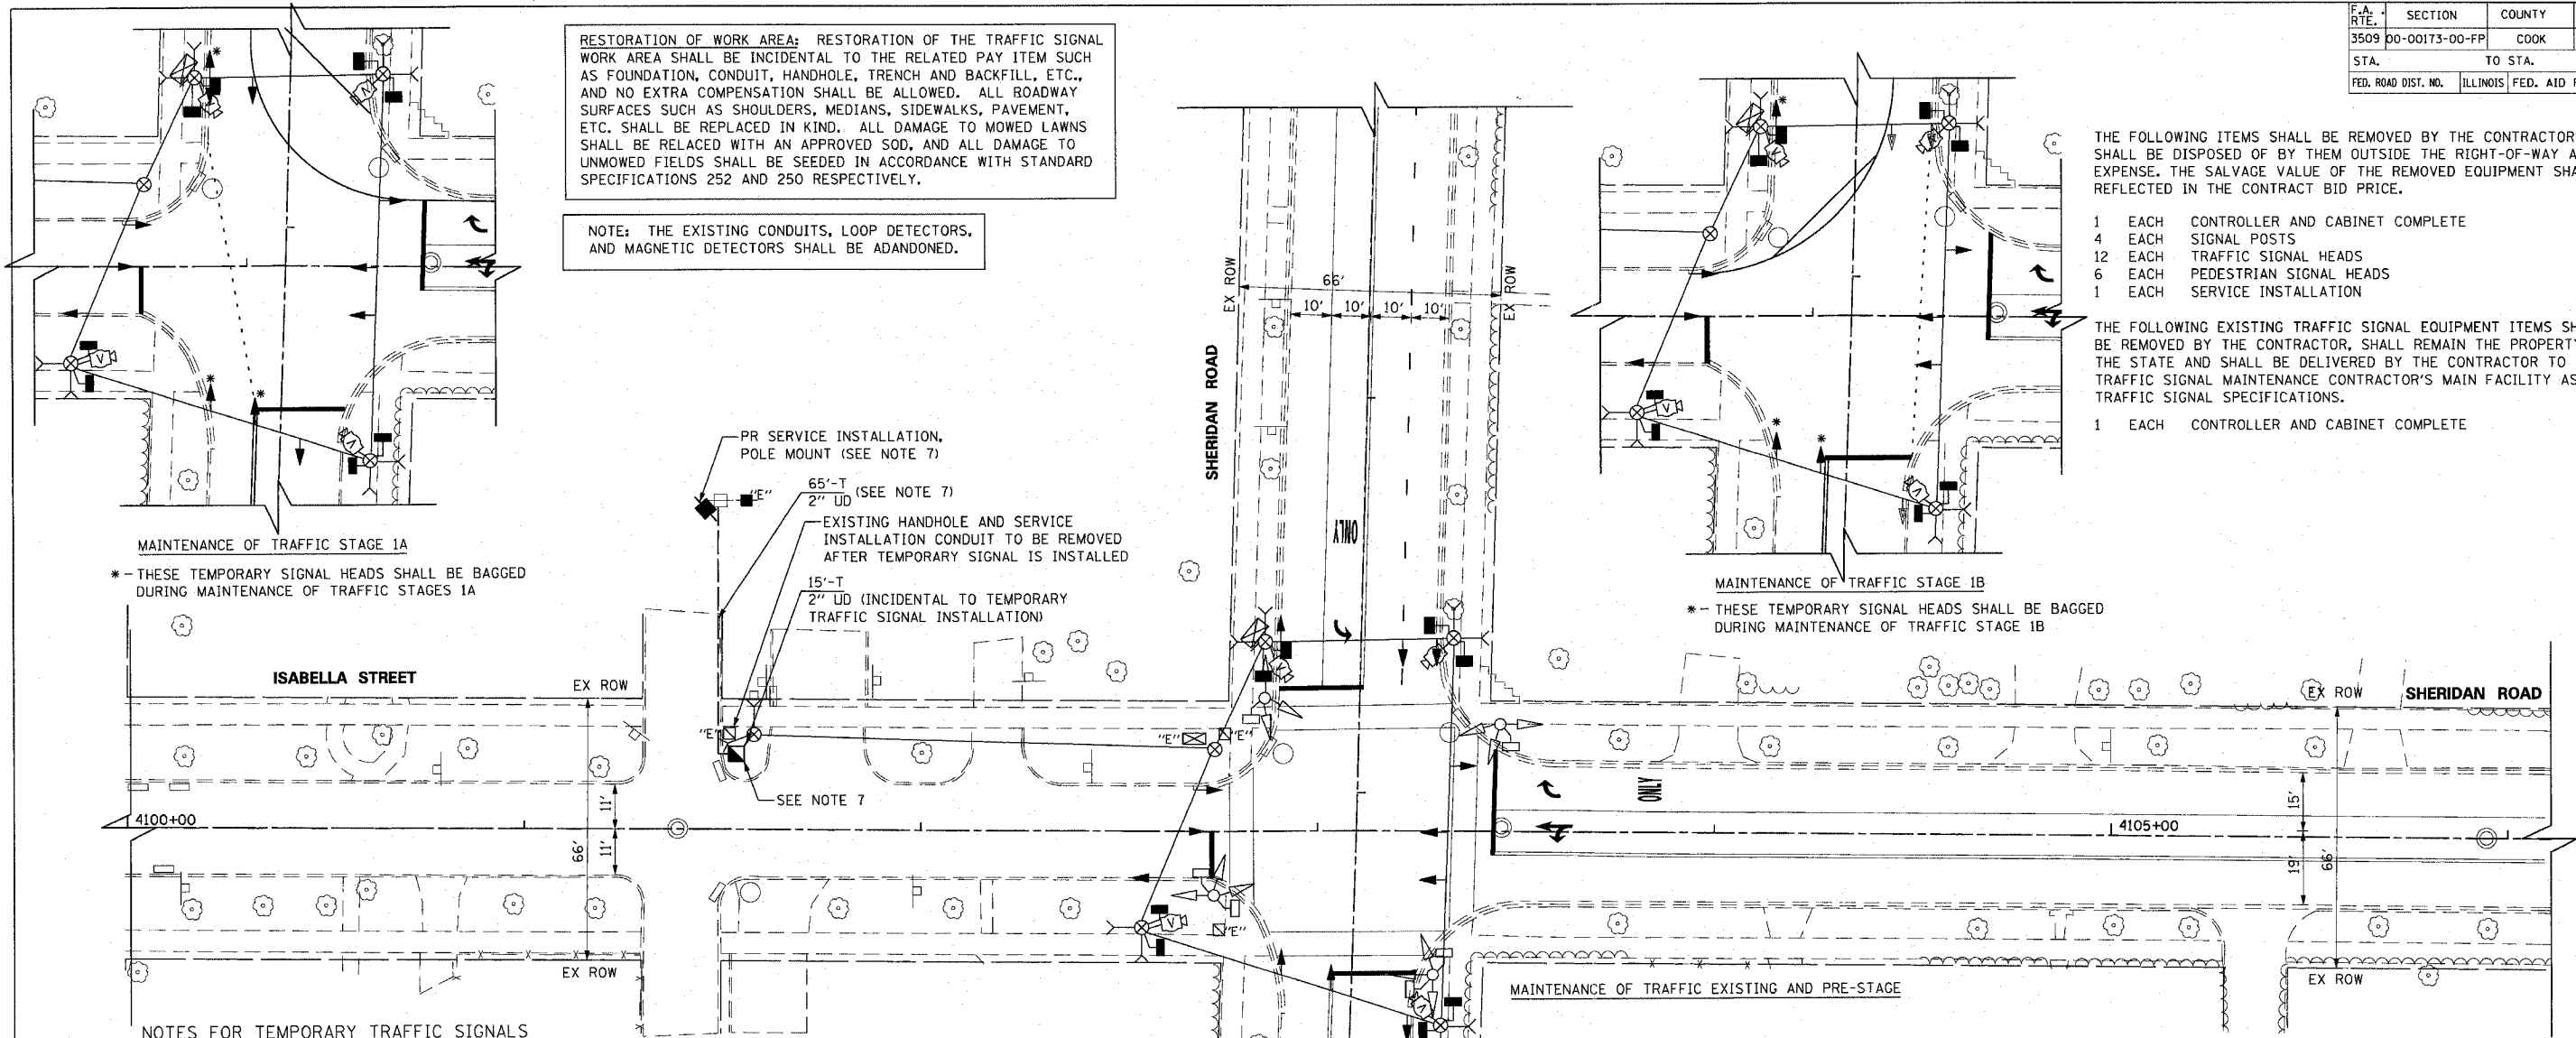 RESTORATION OF WORK AREA: RESTORATION OF THE TRAFFIC SIGNAL
WORK AREA SHALL BE INCIDENTAL TO THE RELATED PAY ITEM SUCH
AS FOUNDATION, CONDUIT, HANDHOLE, TRENCH AND BACKFILL, ETC.,
AND NO EXTRA COMPENSATION SHALL BE ALLOWED. ALL ROADWAY
SURFACES SUCH AS SHOULDERS, MEDIANS, SIDEWALKS, PAVEMENT,
ETC. SHALL BE REPLACED IN KIND. ALL DAMAGE TO MOWED LAWNS
SHALL BE RELACED WITH AN APPROVED SOD, AND ALL DAMAGE TO
UNMOWED FIELDS SHALL BE SEEDED IN ACCORDANCE WITH STANDARD
SPECIFICATIONS 252 AND 250 RESPECTIVELY.
NOTE: THE EXISTING CONDUITS, LOOP DETECTORS,
AND MAGNETIC DETECTORS SHALL BE ADANDONED.
F.A. RTE. SECTION COUNTY
3509 00-00173-00-FP COOK
STA. TO STA.
FED. ROAD DIST. NO. ILLINOIS FED. AID
THE FOLLOWING ITEMS SHALL BE REMOVED BY THE CONTRACTOR
SHALL BE DISPOSED OF BY THEM OUTSIDE THE RIGHT-OF-WAY A
EXPENSE. THE SALVAGE VALUE OF THE REMOVED EQUIPMENT SHA
REFLECTED IN THE CONTRACT BID PRICE.
1 EACH CONTROLLER AND CABINET COMPLETE
4 EACH SIGNAL POSTS
12 EACH TRAFFIC SIGNAL HEADS
6 EACH PEDESTRIAN SIGNAL HEADS
1 EACH SERVICE INSTALLATION
THE FOLLOWING EXISTING TRAFFIC SIGNAL EQUIPMENT ITEMS SH
BE REMOVED BY THE CONTRACTOR, SHALL REMAIN THE PROPERTY
THE STATE AND SHALL BE DELIVERED BY THE CONTRACTOR TO
TRAFFIC SIGNAL MAINTENANCE CONTRACTOR'S MAIN FACILITY AS
TRAFFIC SIGNAL SPECIFICATIONS.
1 EACH CONTROLLER AND CABINET COMPLETE
MAINTENANCE OF TRAFFIC STAGE 1A
* - THESE TEMPORARY SIGNAL HEADS SHALL BE BAGGED
DURING MAINTENANCE OF TRAFFIC STAGES 1A
PR SERVICE INSTALLATION,
POLE MOUNT (SEE NOTE 7)
"E"
65'-T
2" UD (SEE NOTE 7)
EXISTING HANDHOLE AND SERVICE
INSTALLATION CONDUIT TO BE REMOVED
AFTER TEMPORARY SIGNAL IS INSTALLED
15'-T
2" UD (INCIDENTAL TO TEMPORARY
TRAFFIC SIGNAL INSTALLATION)
SHERIDAN ROAD
EX ROW
66'
10' 10' 10' 10'
EX ROW
ONLY
MAINTENANCE OF TRAFFIC STAGE 1B
* - THESE TEMPORARY SIGNAL HEADS SHALL BE BAGGED
DURING MAINTENANCE OF TRAFFIC STAGE 1B
ISABELLA STREET
EX ROW
EX ROW
SHERIDAN ROAD
"E"
"E"
"E"
SEE NOTE 7
ONLY
4100+00
66'
11'
11'
4105+00
15'
19'
66'
"E"
EX ROW
EX ROW
MAINTENANCE OF TRAFFIC EXISTING AND PRE-STAGE
NOTES FOR TEMPORARY TRAFFIC SIGNALS